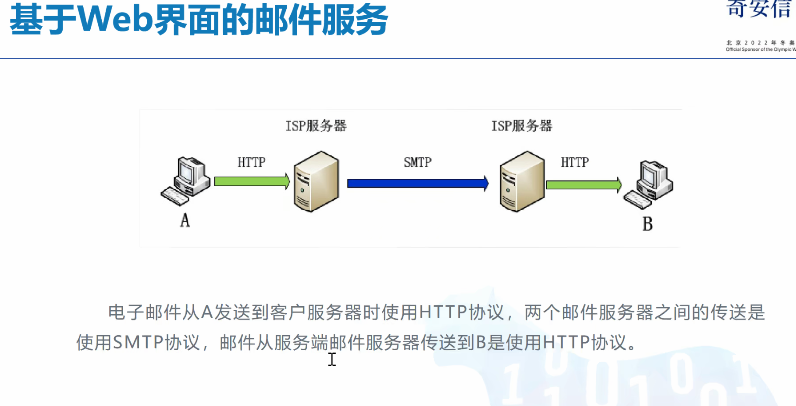 基于Web界面的邮件服务
奇安信
北京2022年冬奥
Official Sponsor of the Olympic W
ISP服务器 ISP服务器
HTTP SMTP HTTP
A B
电子邮件从A发送到客户服务器时使用HTTP协议，两个邮件服务器之间的传送是
使用SMTP协议，邮件从服务端邮件服务器传送到B是使用HTTP协议。